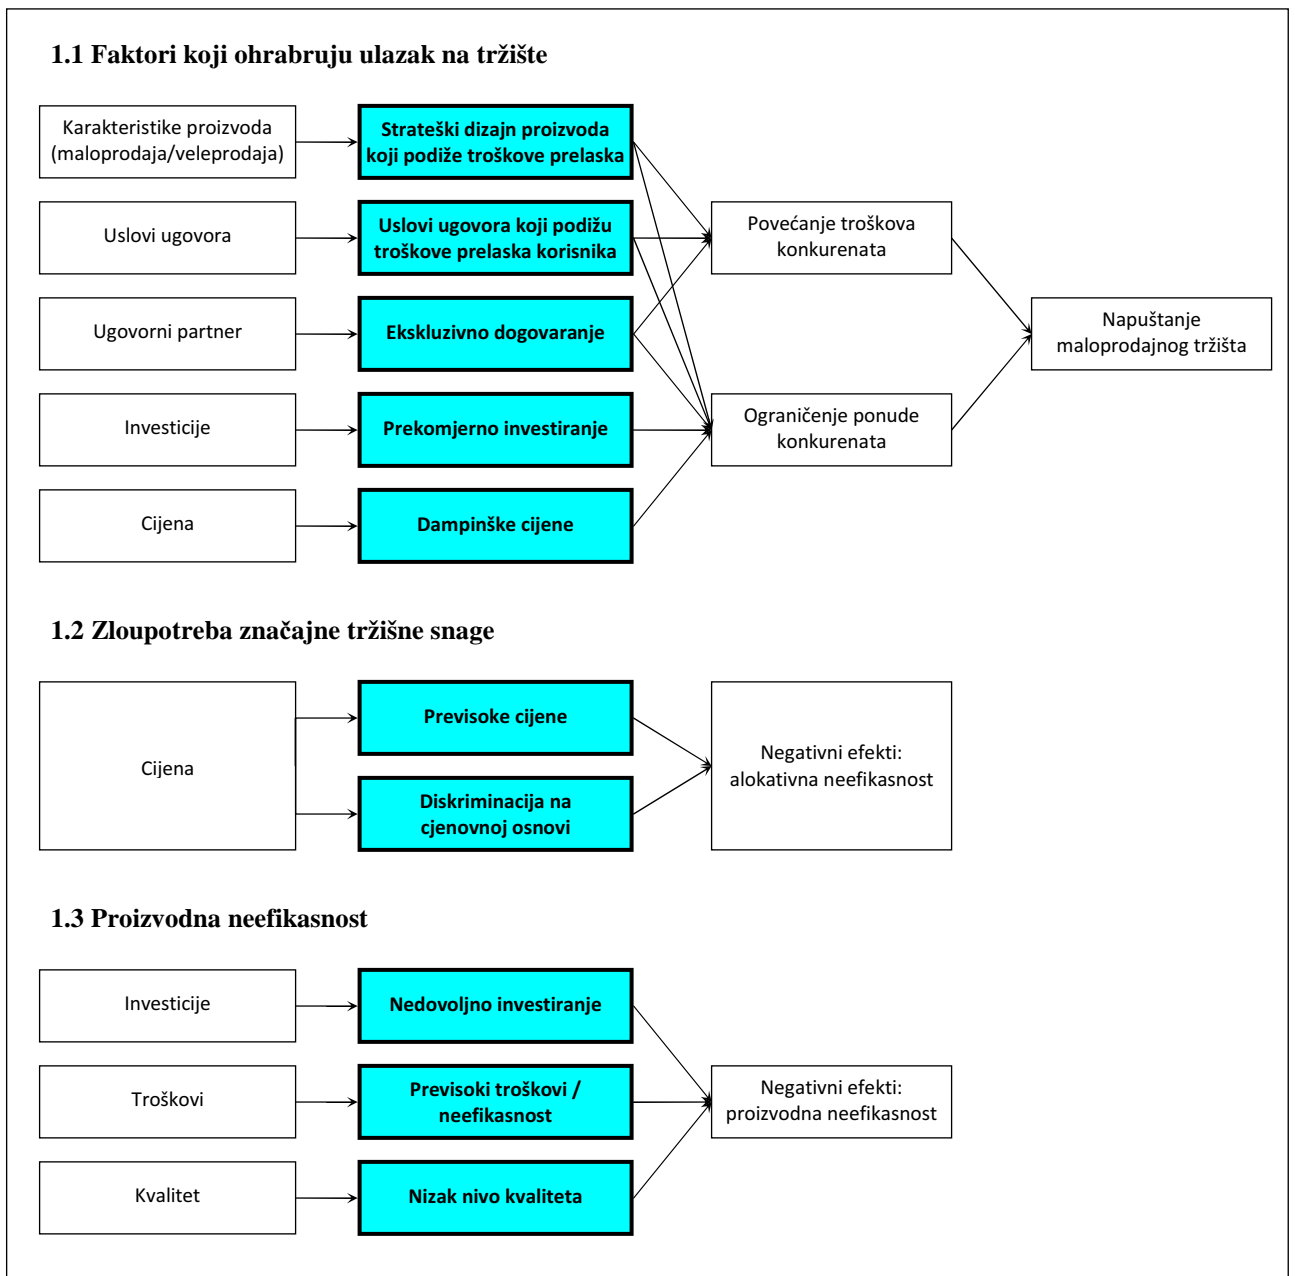 1.1 Faktori koji ohrabruju ulazak na tržište
Karakteristike proizvoda
(maloprodaja/veleprodaja)
Strateški dizajn proizvoda
koji podiže troškove prelaska
Uslovi ugovora
Uslovi ugovora koji podižu
troškove prelaska korisnika
Povećanje troškova
konkurenata
Ugovorni partner
Ekskluzivno dogovaranje
Napuštanje
maloprodajnog tržišta
Investicije
Prekomjerno investiranje
Ograničenje ponude
konkurenata
Cijena
Dampinške cijene
1.2 Zloupotreba značajne tržišne snage
Cijena
Previsoke cijene
Diskriminacija na
cjenovnoj osnovi
Negativni efekti:
alokativna neefikasnost
1.3 Proizvodna neefikasnost
Investicije
Nedovoljno investiranje
Troškovi
Previsoki troškovi /
neefikasnost
Negativni efekti:
proizvodna neefikasnost
Kvalitet
Nizak nivo kvaliteta